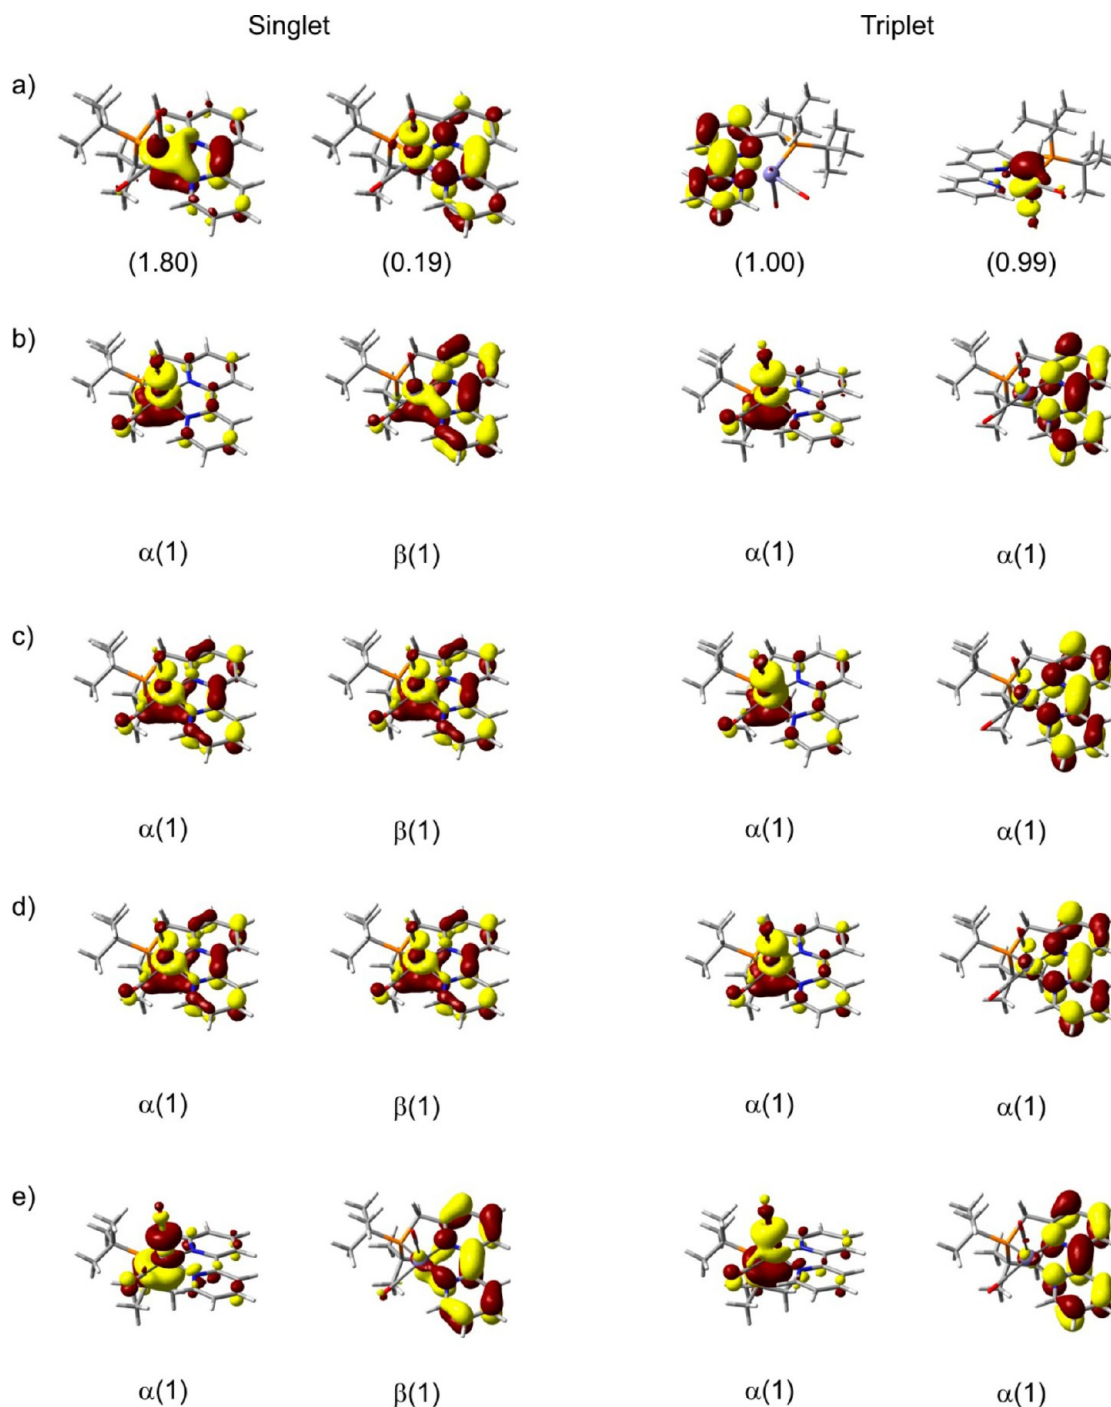 Singlet Triplet
a)
(1.80) (0.19) (1.00) (0.99)
b)
α(1) β(1) α(1) α(1)
c)
α(1) β(1) α(1) α(1)
d)
α(1) β(1) α(1) α(1)
e)
α(1) β(1) α(1) α(1)